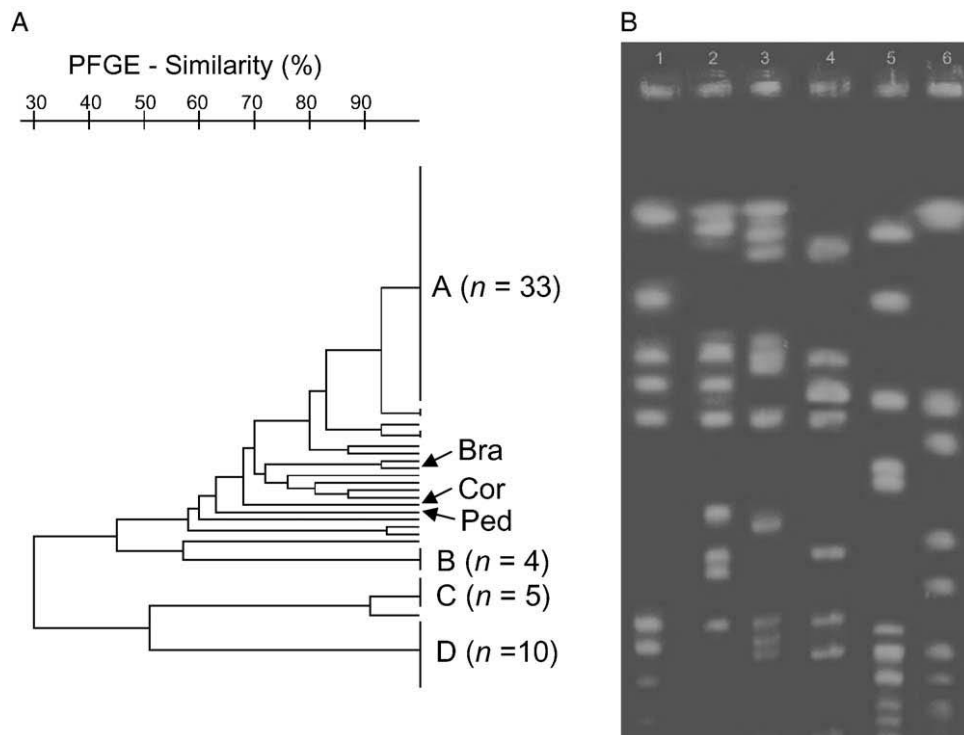 A
PFGE - Similarity (%)
30 40 50 60 70 80 90
A (n = 33)
Bra
Cor
Ped
B (n = 4)
C (n = 5)
D (n =10)
B
1 2 3 4 5 6